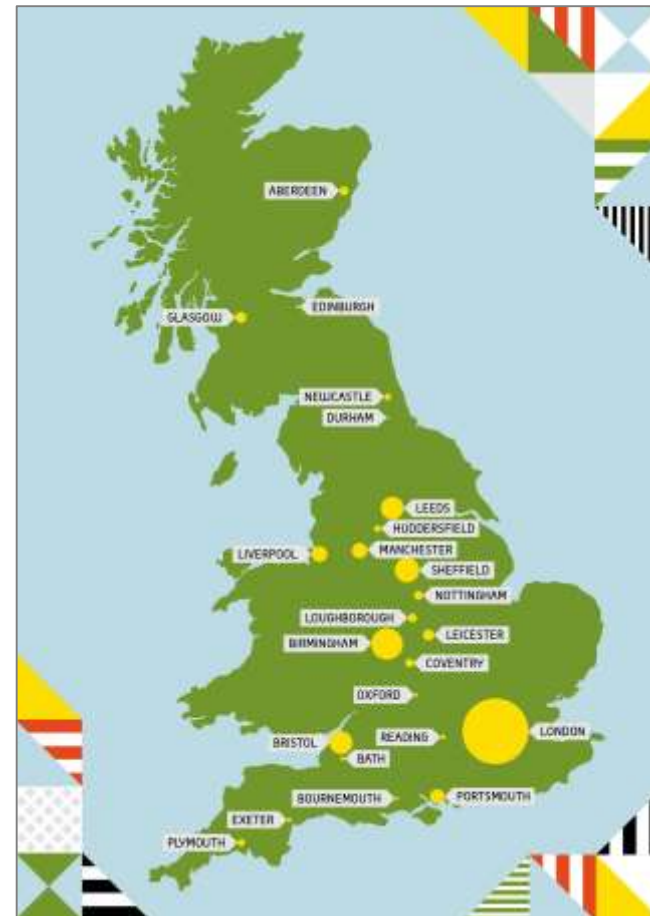 ABERDEEN
EDINBURGH
GLASGOW
NEWCASTLE
DURHAM
LEEDS
HUDDERSFIELD
MANCHESTER
LIVERPOOL
SHEFFIELD
NOTTINGHAM
LOUGHBOROUGH
LEICESTER
BIRMINGHAM
COVENTRY
OXFORD
LONDON
READING
BRISTOL
BATH
PORTSMOUTH
BOURNEMOUTH
EXETER
PLYMOUTH